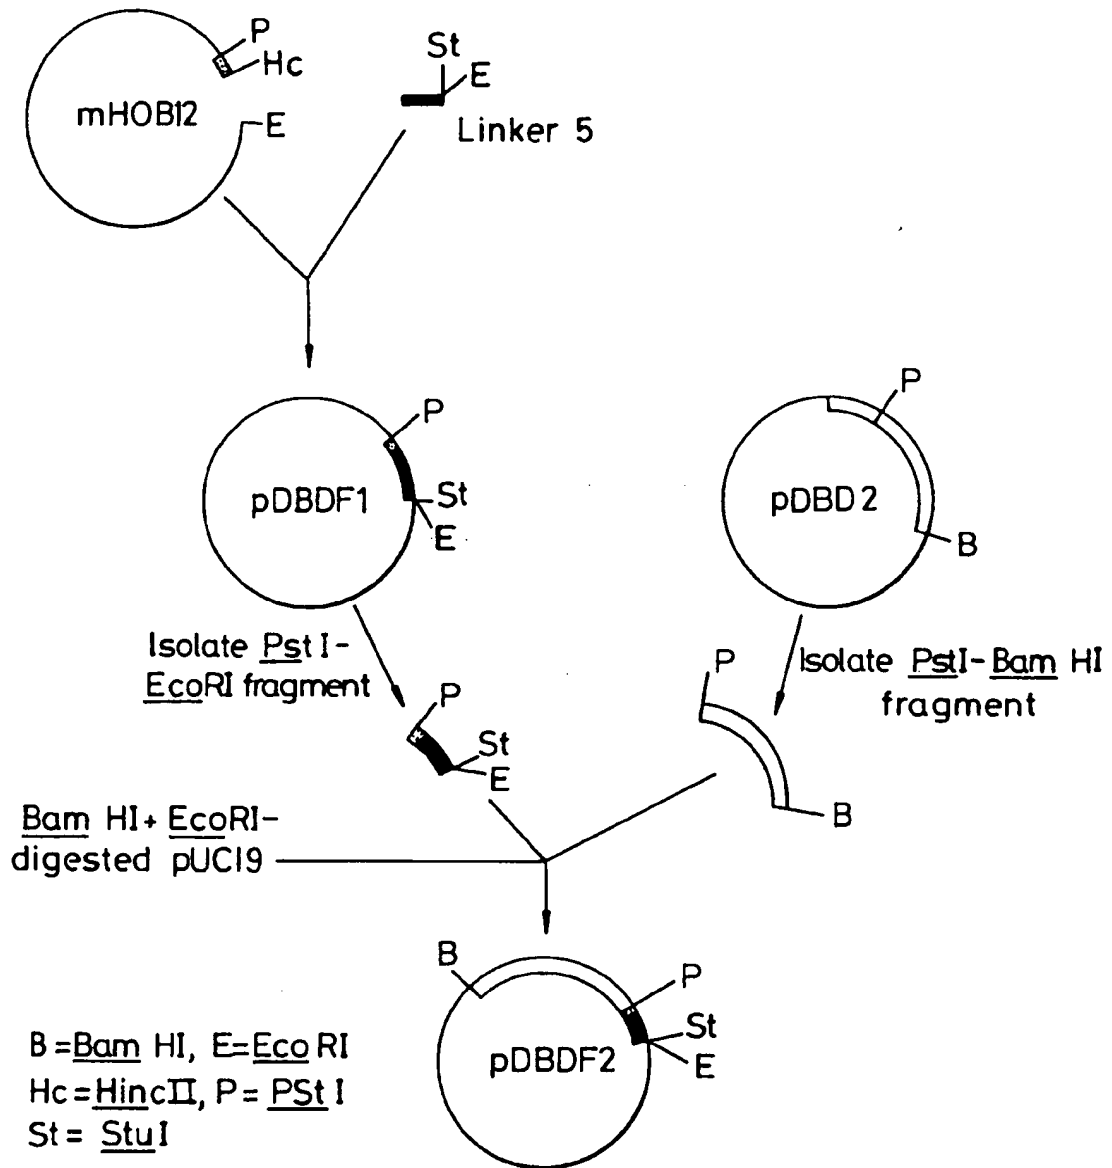 P
Hc
mHOB12
E
St
E
Linker 5
P
pDBDF1
St
E
P
pDBD2
B
Isolate PstI-
EcoRI fragment
P
St
E
P
Isolate PstI-Bam HI
fragment
B
Bam HI+ EcoRI-
digested pUC19
B
P
St
pDBDF2
E
B=Bam HI, E=Eco RI
Hc=HincII, P= PSt I
St= StuI